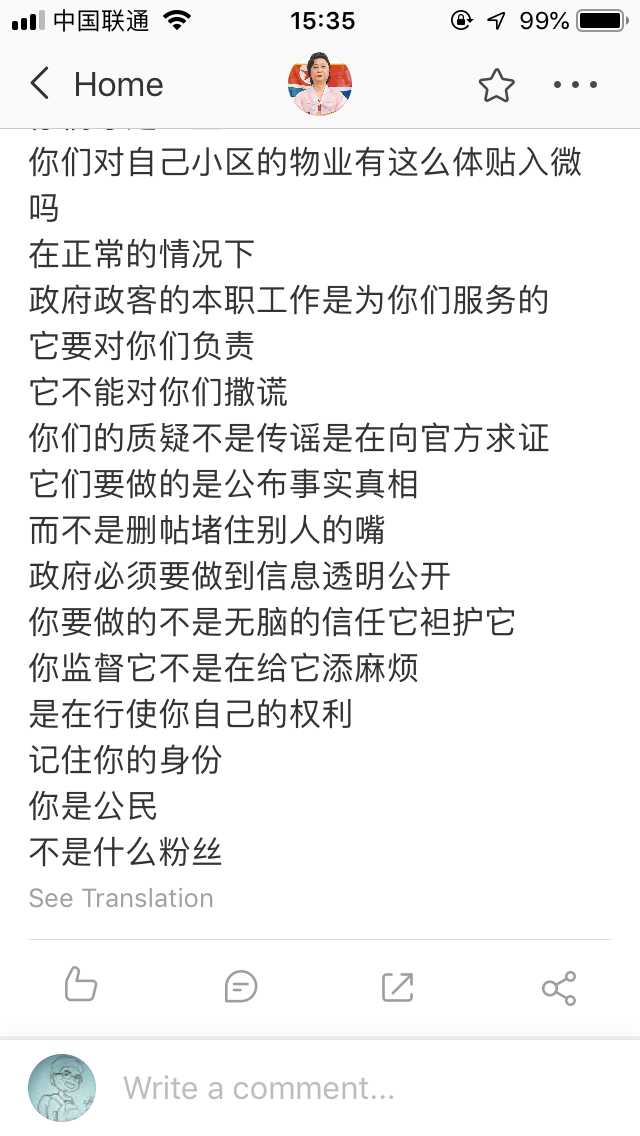 中国联通
15:35
99%
Home
你们对自己小区的物业有这么体贴入微
吗
在正常的情况下
政府政客的本职工作是为你们服务的
它要对你们负责
它不能对你们撒谎
你们的质疑不是传谣是在向官方求证
它们要做的是公布事实真相
而不是删帖堵住别人的嘴
政府必须要做到信息透明公开
你要做的不是无脑的信任它袒护它
你监督它不是在给它添麻烦
是在行使你自己的权利
记住你的身份
你是公民
不是什么粉丝
See Translation
Write a comment...